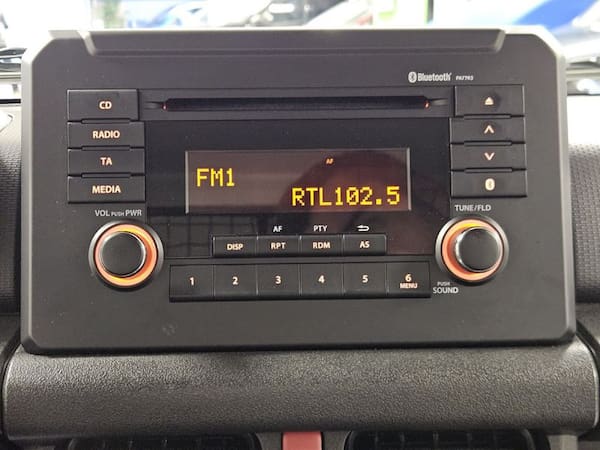 Bluetooth PA7793
CD
RADIO
TA
MEDIA
AF
FM1
RTL102.5
VOL PUSH PWR
TUNE/FLD
AF PTY
DISP RPT RDM AS
1 2 3 4 5 6
MENU
PUSH
SOUND